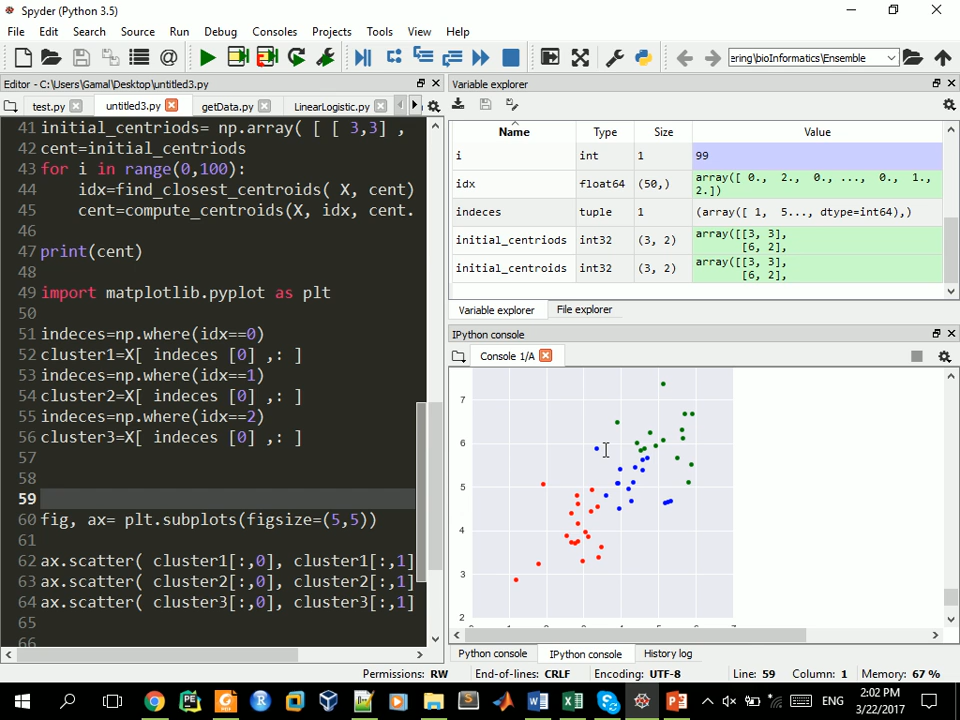 Spyder (Python 3.5)
File Edit Search Source Run Debug Consoles Projects Tools View Help
ering\bioInformatics\Ensemble
Editor - C:\Users\Gamal\Desktop\untitled3.py
test.py untitled3.py getData.py LinearLogistic.py
41 initial_centriods= np.array( [ [ 3,3] ,
42 cent=initial_centriods
43 for i in range(0,100):
44 idx=find_closest_centroids( X, cent)
45 cent=compute_centroids(X, idx, cent.
46
47 print(cent)
48
49 import matplotlib.pyplot as plt
50
51 indeces=np.where(idx==0)
52 cluster1=X[ indeces [0] ,: ]
53 indeces=np.where(idx==1)
54 cluster2=X[ indeces [0] ,: ]
55 indeces=np.where(idx==2)
56 cluster3=X[ indeces [0] ,: ]
57
58
59
60 fig, ax= plt.subplots(figsize=(5,5))
61
62 ax.scatter( cluster1[:,0], cluster1[:,1]
63 ax.scatter( cluster2[:,0], cluster2[:,1]
64 ax.scatter( cluster3[:,0], cluster3[:,1]
65
66
Variable explorer
Name Type Size Value
i int 1 99
idx float64 (50,) array([ 0., 2., 0., ..., 0., 1.,
2.])
indeces tuple 1 (array([ 1, 5..., dtype=int64),)
initial_centriods int32 (3, 2) array([[3, 3],
[6, 2],
initial_centroids int32 (3, 2) array([[3, 3],
[6, 2],
Variable explorer File explorer
IPython console
Console 1/A
7
6
5
4
3
2
Python console IPython console History log
Permissions: RW End-of-lines: CRLF Encoding: UTF-8 Line: 59 Column: 1 Memory: 67 %
ENG
2:02 PM
3/22/2017